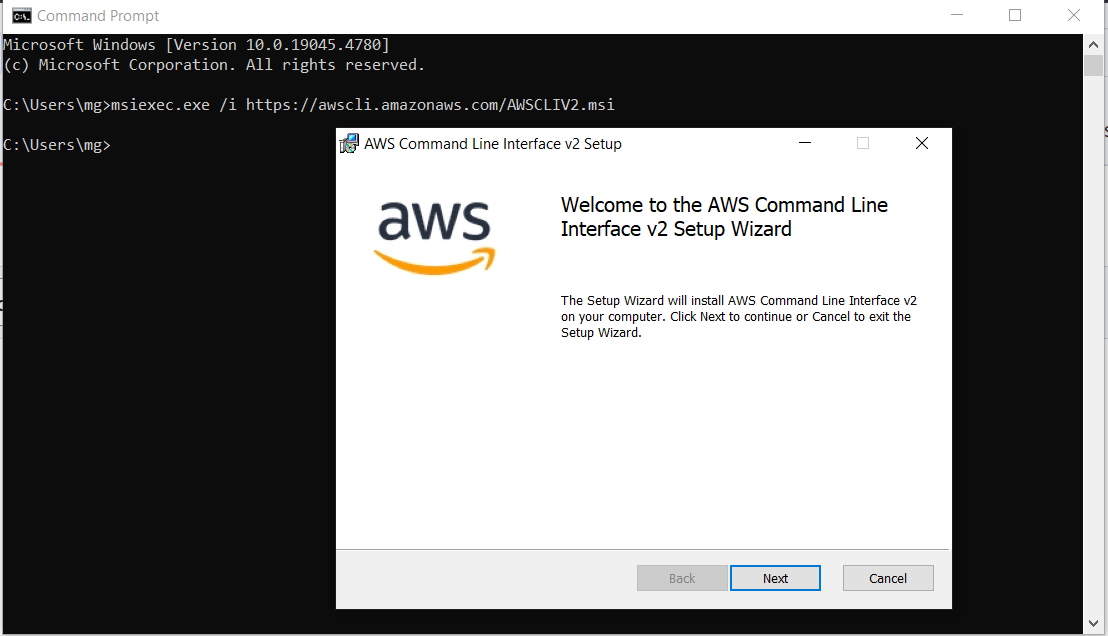 Command Prompt
Microsoft Windows [Version 10.0.19045.4780]
(c) Microsoft Corporation. All rights reserved.
C:\Users\mg>msiexec.exe /i https://awscli.amazonaws.com/AWSCLIV2.msi
C:\Users\mg>
AWS Command Line Interface v2 Setup
aws
Welcome to the AWS Command Line
Interface v2 Setup Wizard
The Setup Wizard will install AWS Command Line Interface v2
on your computer. Click Next to continue or Cancel to exit the
Setup Wizard.
Back
Next
Cancel